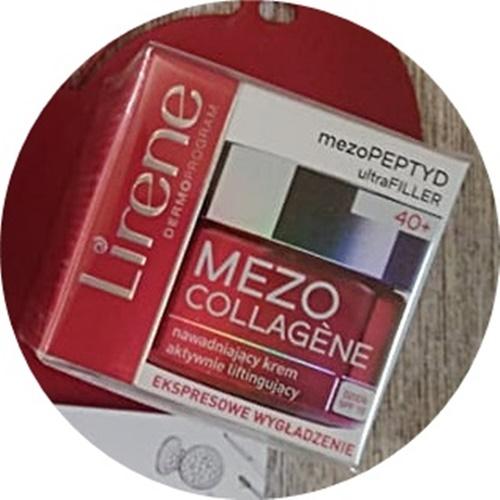 Lirene
DERMOPROGRAM
mezoPEPTYD
ultraFILLER
40+
MEZO
COLLAGÈNE
nawadniający krem
aktywnie liftingujący
EKSPRESOWE WYGŁADZENIE